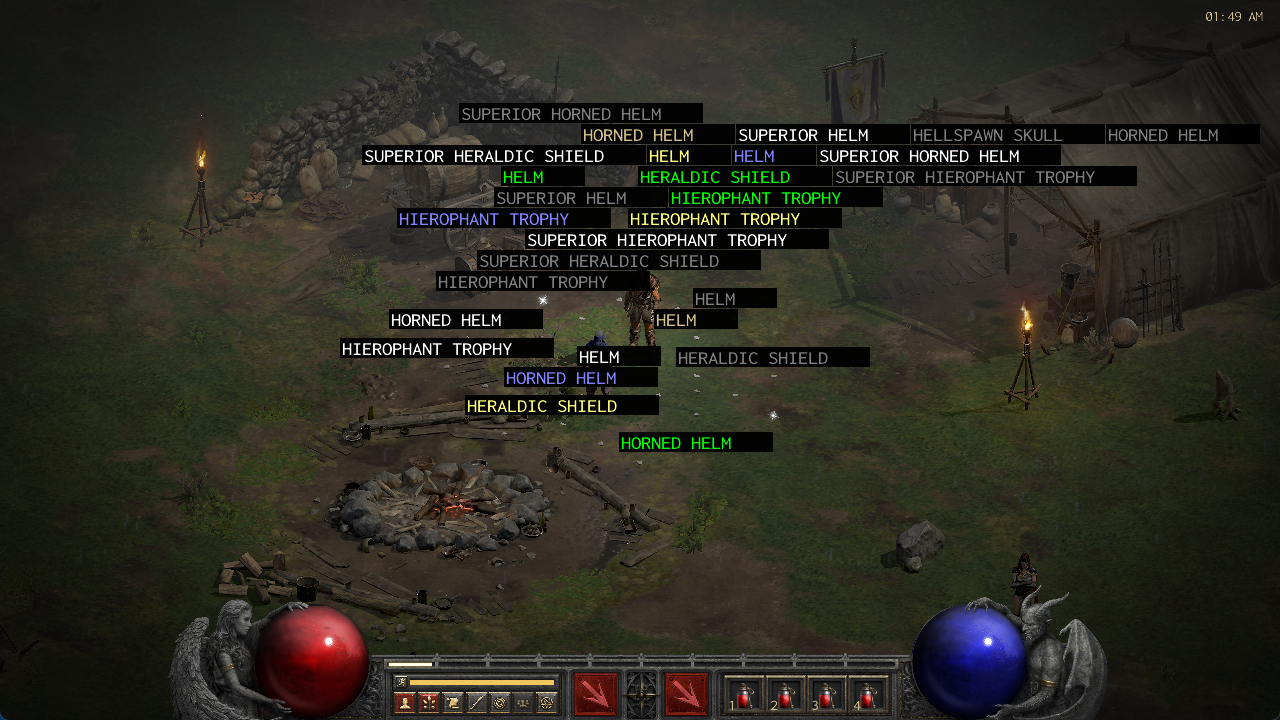 01:49 AM
SUPERIOR HORNED HELM
HORNED HELM SUPERIOR HELM HELLSPAWN SKULL HORNED HELM
SUPERIOR HERALDIC SHIELD HELM HELM SUPERIOR HORNED HELM
HELM HERALDIC SHIELD SUPERIOR HIEROPHANT TROPHY
SUPERIOR HELM HIEROPHANT TROPHY
HIEROPHANT TROPHY HIEROPHANT TROPHY
SUPERIOR HIEROPHANT TROPHY
SUPERIOR HERALDIC SHIELD
HIEROPHANT TROPHY
HELM
HORNED HELM HELM
HIEROPHANT TROPHY
HELM HERALDIC SHIELD
HORNED HELM
HERALDIC SHIELD
HORNED HELM
1 2 3 4